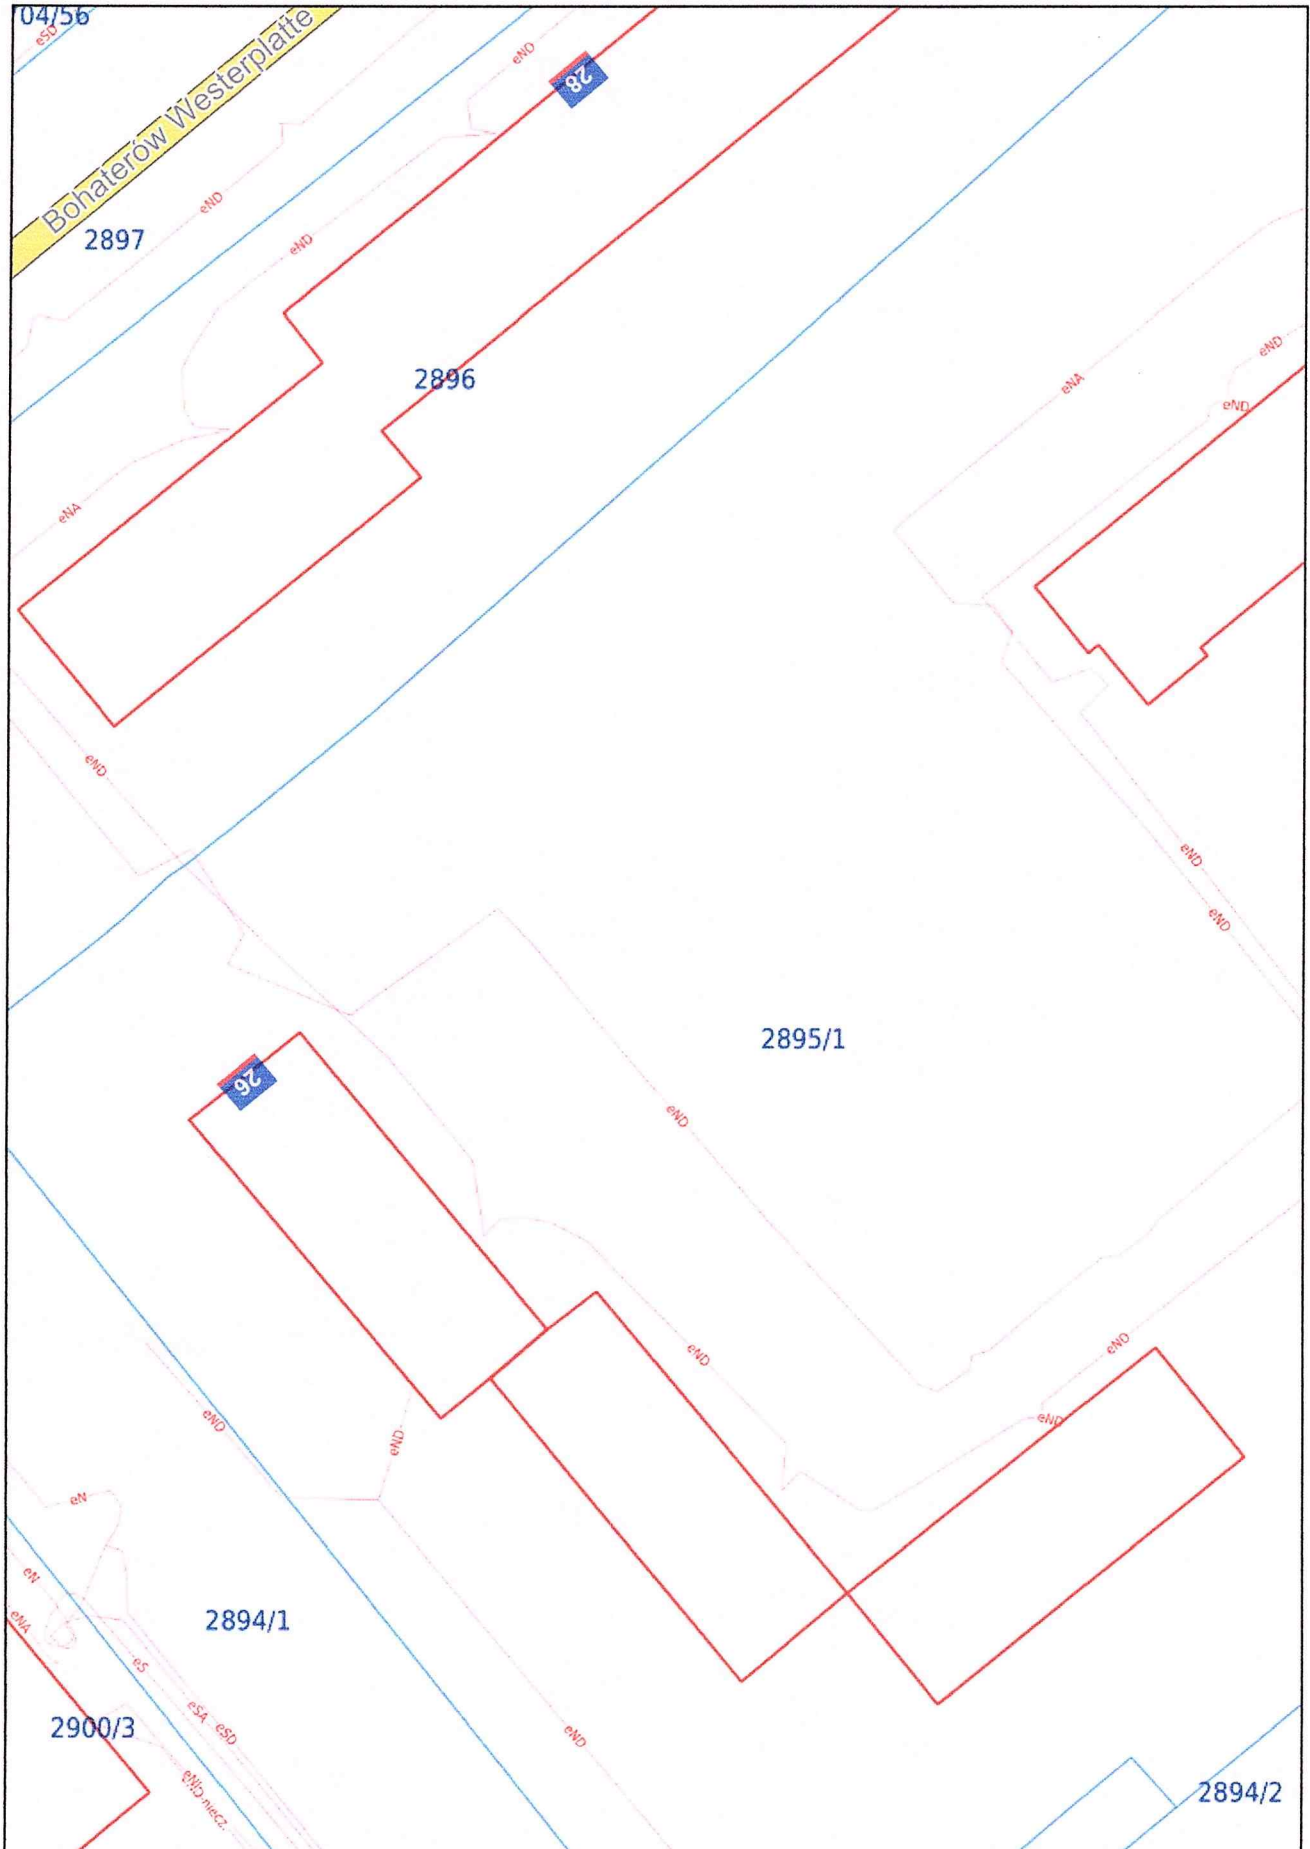 04/56
eSD
Bohaterów Westerplatte
eND
28
eND
2897
eND
eND
2896
eNA
eND
eNA
eND
eND
eND
2895/1
26
eND
eND
eND
eND
eND
eND
eN
eN
eNA
2894/1
eS
2900/3
eSA
eSD
eND
eND-niecz.
2894/2